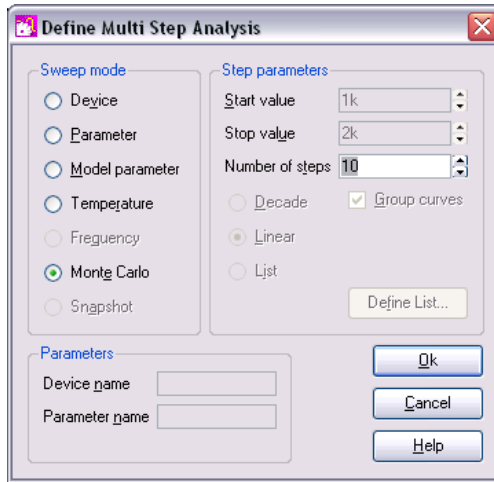 Define Multi Step Analysis
Sweep mode
Device
Parameter
Model parameter
Temperature
Frequency
Monte Carlo
Snapshot
Step parameters
Start value 1k
Stop value 2k
Number of steps 10
Decade
Group curves
Linear
List
Define List...
Parameters
Device name
Parameter name
Ok
Cancel
Help